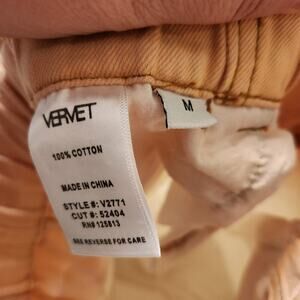 VERVET
M
100% COTTON
MADE IN CHINA
STYLE #: V2771
CUT #: 52404
RN# 125813
SEE REVERSE FOR CARE